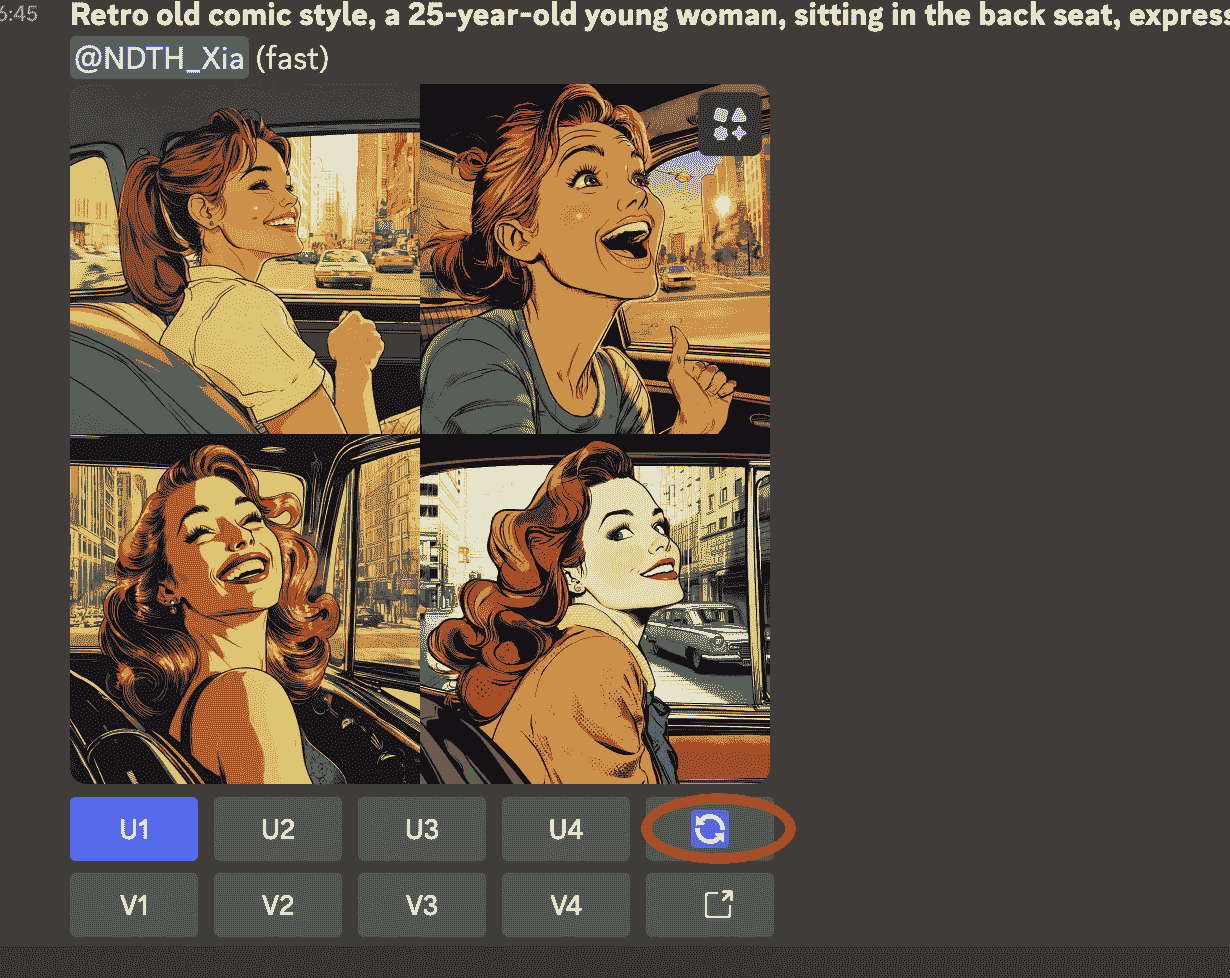 6:45
Retro old comic style, a 25-year-old young woman, sitting in the back seat, express
@NDTH_Xia (fast)
U1 U2 U3 U4
V1 V2 V3 V4